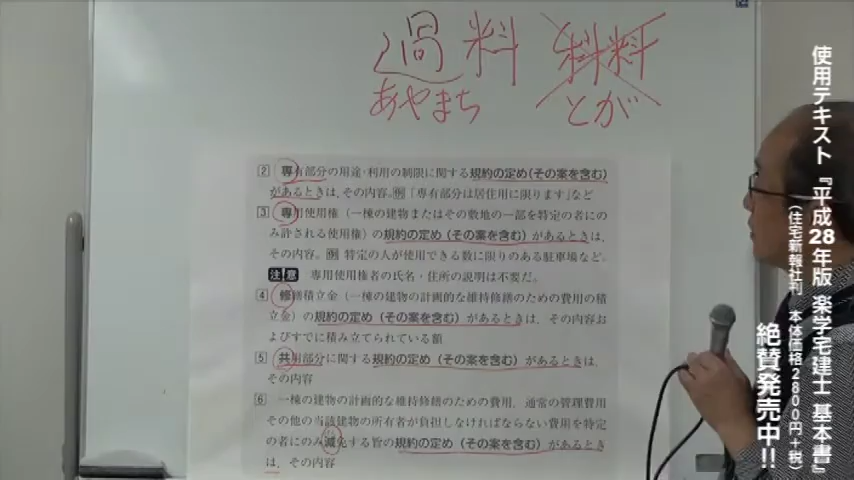 過料 科料
あやまち とが
2 専有部分の用途・利用の制限に関する規約の定め(その案を含む)
があるときは、その内容。例「専有部分は居住用に限ります」など
3 専用使用権（一棟の建物またはその敷地の一部を特定の者にの
み許される使用権）の規約の定め（その案を含む）があるときは、
その内容。例 特定の人が使用できる数に限りのある駐車場など。
注意 専用使用権者の氏名・住所の説明は不要だ。
4 修繕積立金（一棟の建物の計画的な維持修繕のための費用の積
立金）の規約の定め（その案を含む）があるときは、その内容お
よびすでに積み立てられている額
5 共用部分に関する規約の定め（その案を含む）があるときは、
その内容
6 一棟の建物の計画的な維持修繕のための費用、通常の管理費用
その他の当該建物の所有者が負担しなければならない費用を特定
の者にのみ減免する旨の規約の定め（その案を含む）があるとき
は、その内容
使用テキスト『平成28年版 楽学宅建士 基本書』
（住宅新報社刊 本体価格2800円＋税）
絶賛発売中!!